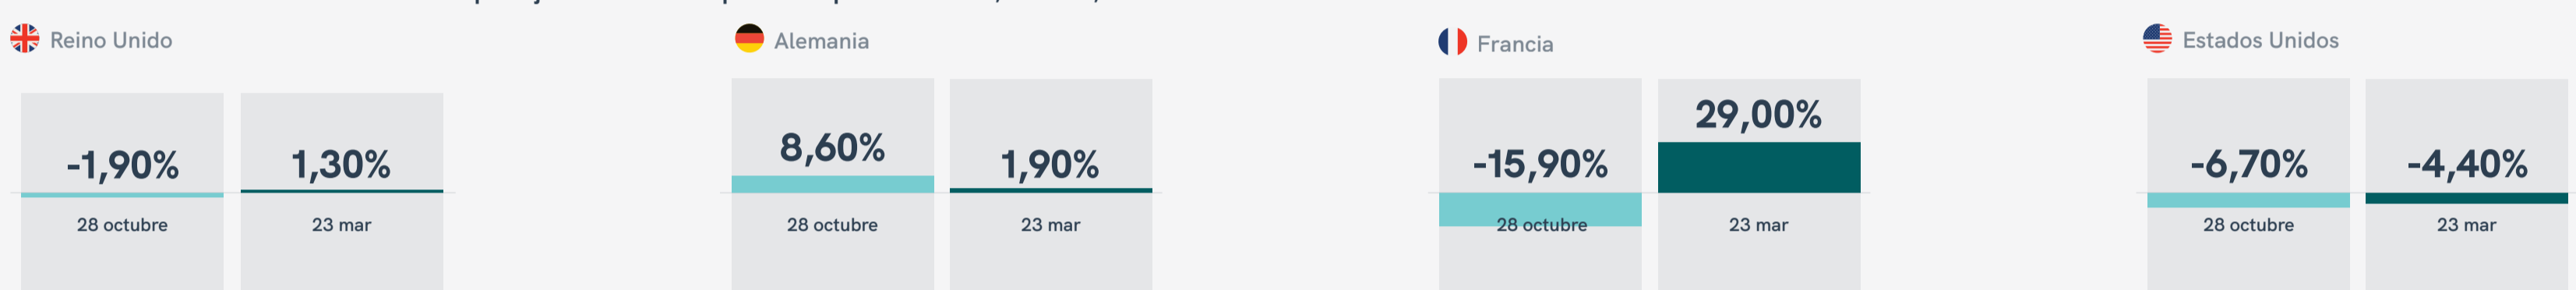 Reino Unido
-1,90%
1,30%
28 octubre
23 mar
Alemania
8,60%
1,90%
28 octubre
23 mar
Francia
-15,90%
29,00%
28 octubre
23 mar
Estados Unidos
-6,70%
-4,40%
28 octubre
23 mar